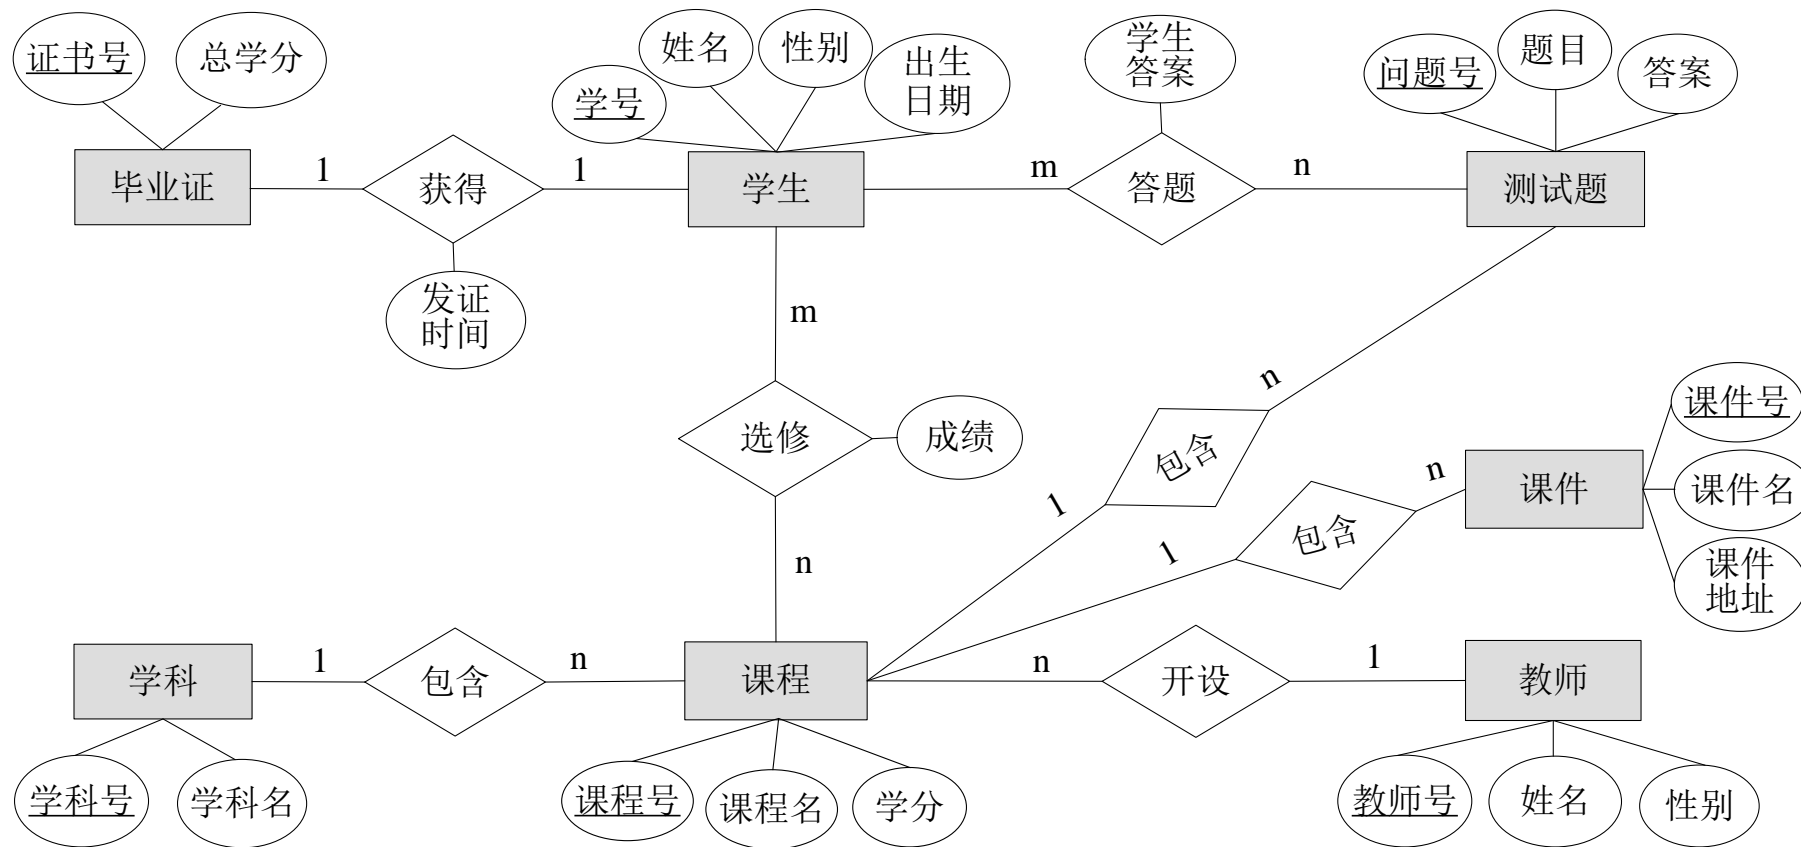 证书号
总学分
学号
姓名
性别
出生
日期
学生
答案
问题号
题目
答案
毕业证
1
获得
1
学生
m
答题
n
测试题
发证
时间
m
选修
成绩
n
n
包含
1
n
包含
1
课件
课件号
课件名
课件
地址
学科
1
包含
n
课程
n
开设
1
教师
学科号
学科名
课程号
课程名
学分
教师号
姓名
性别